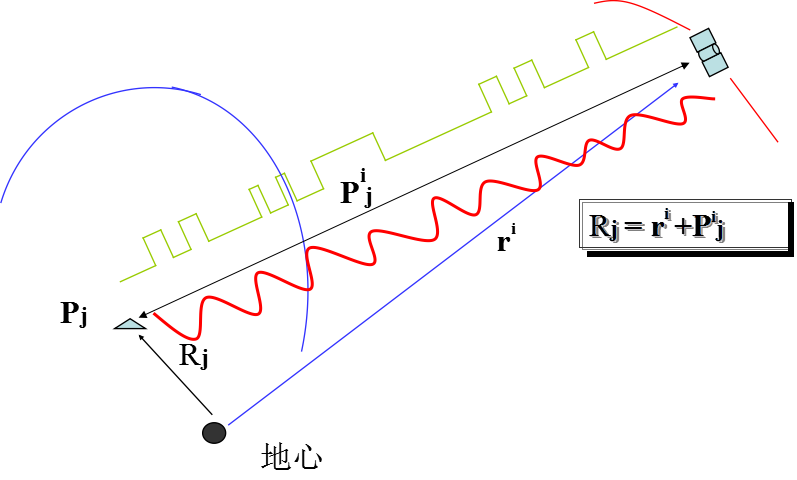 Pⁱj
Rj = rⁱ+Pⁱj
rⁱ
Pj
Rj
地心